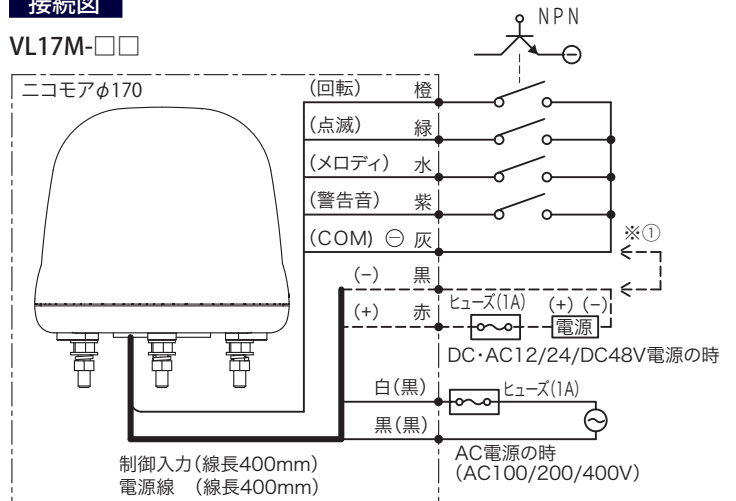 接続図
NPN
VL17M-□□
ニコモアφ170
(回転) 橙
(点滅) 緑
(メロディ) 水
(警告音) 紫
(COM) ⊖ 灰
※①
(−) 黒
(+) 赤
ヒューズ(1A)
(+) (−)
電源
DC・AC12/24/DC48V電源の時
白(黒)
ヒューズ(1A)
黒(黒)
AC電源の時
(AC100/200/400V)
制御入力(線長400mm)
電源線 (線長400mm)